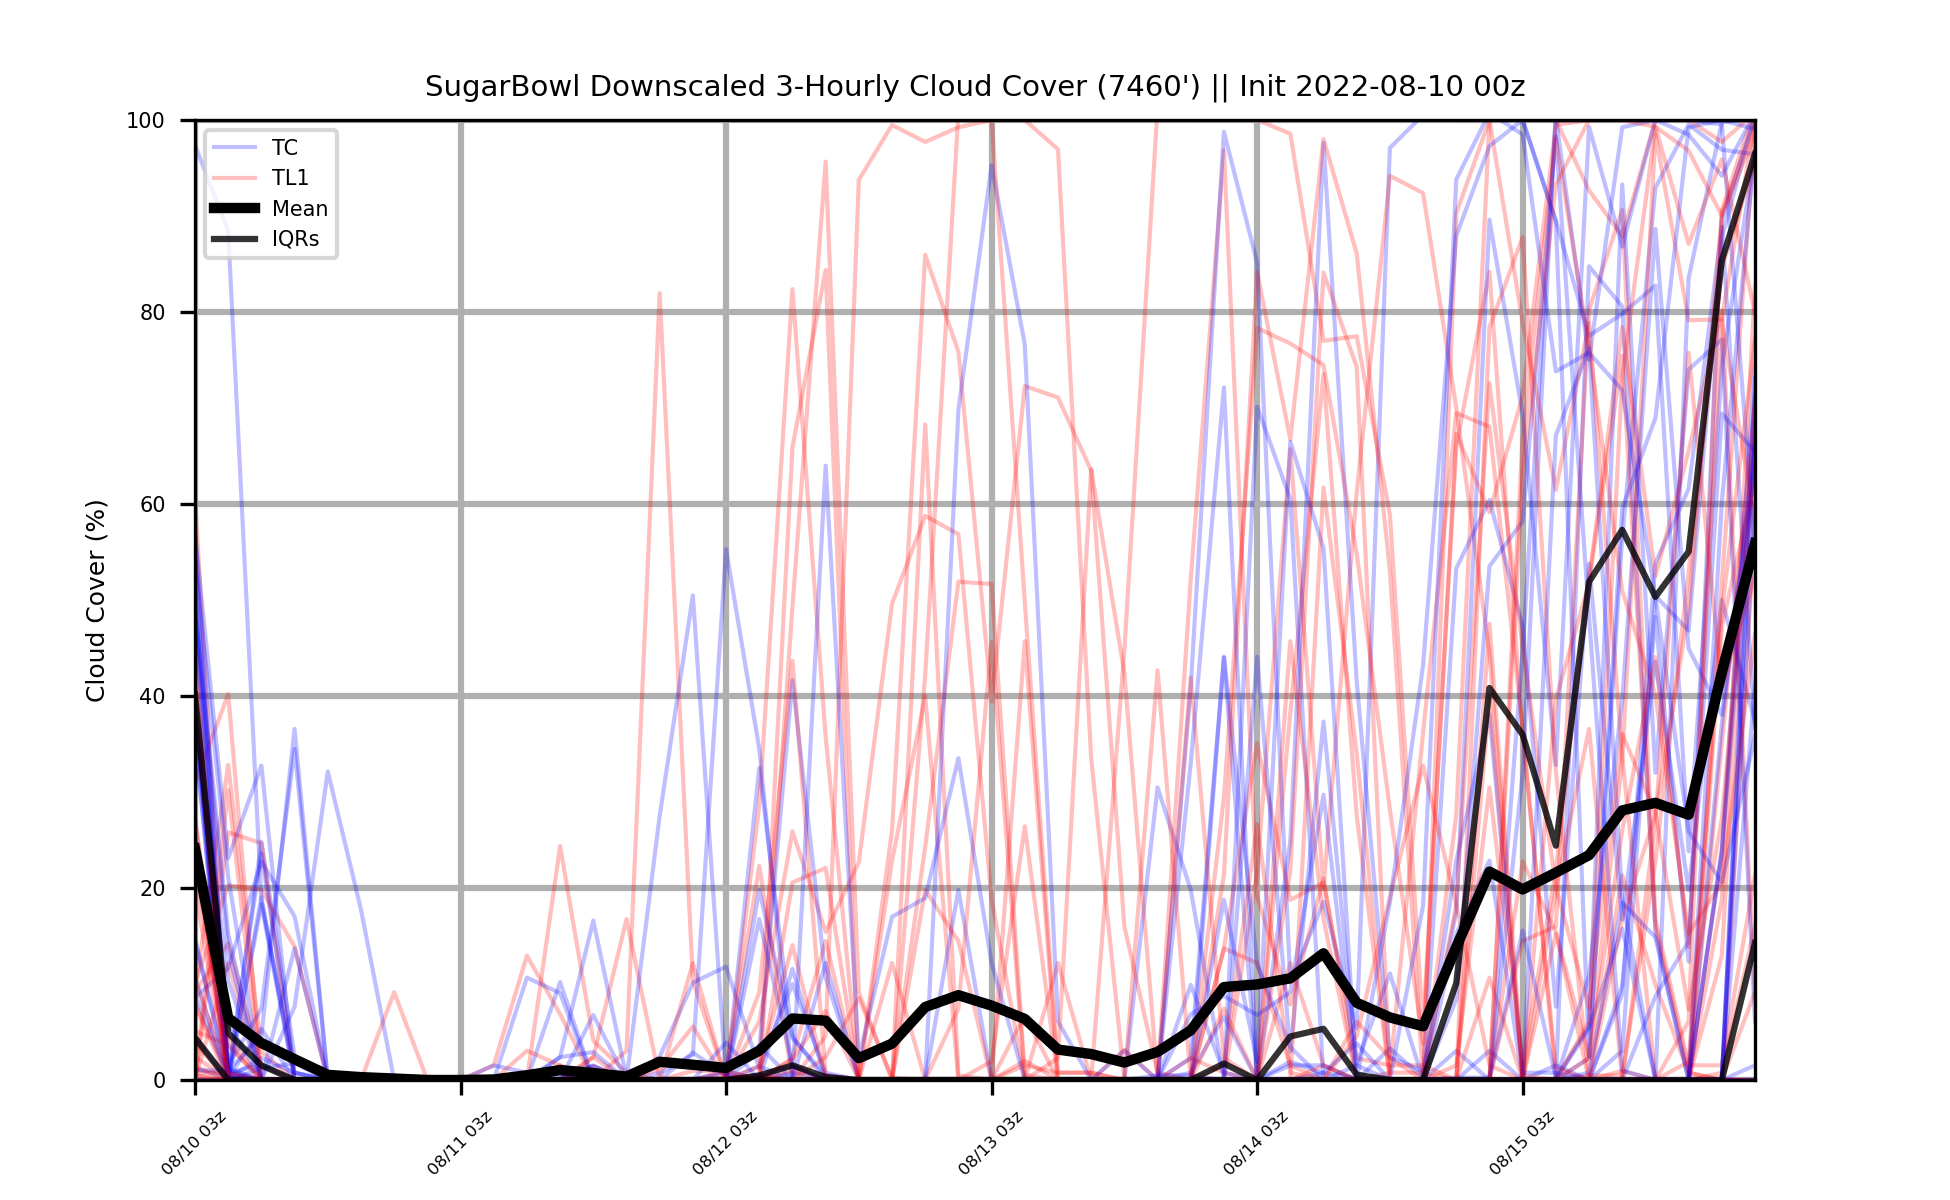 SugarBowl Downscaled 3-Hourly Cloud Cover (7460') || Init 2022-08-10 00z
100
80
60
40
20
0
Cloud Cover (%)
TC
TL1
Mean
IQRs
08/10 03z
08/11 03z
08/12 03z
08/13 03z
08/14 03z
08/15 03z